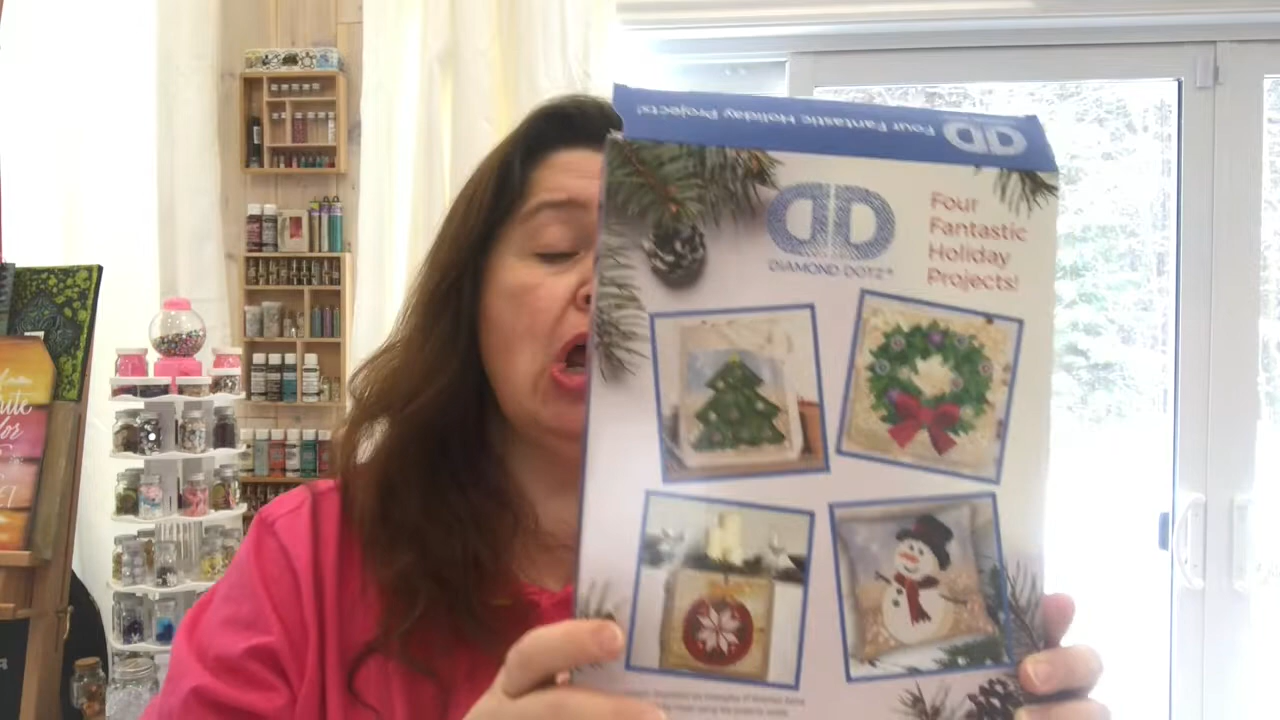 Four Fantastic Holiday Projects!
DD
DD
DIAMOND DOTZ®
Four
Fantastic
Holiday
Projects!